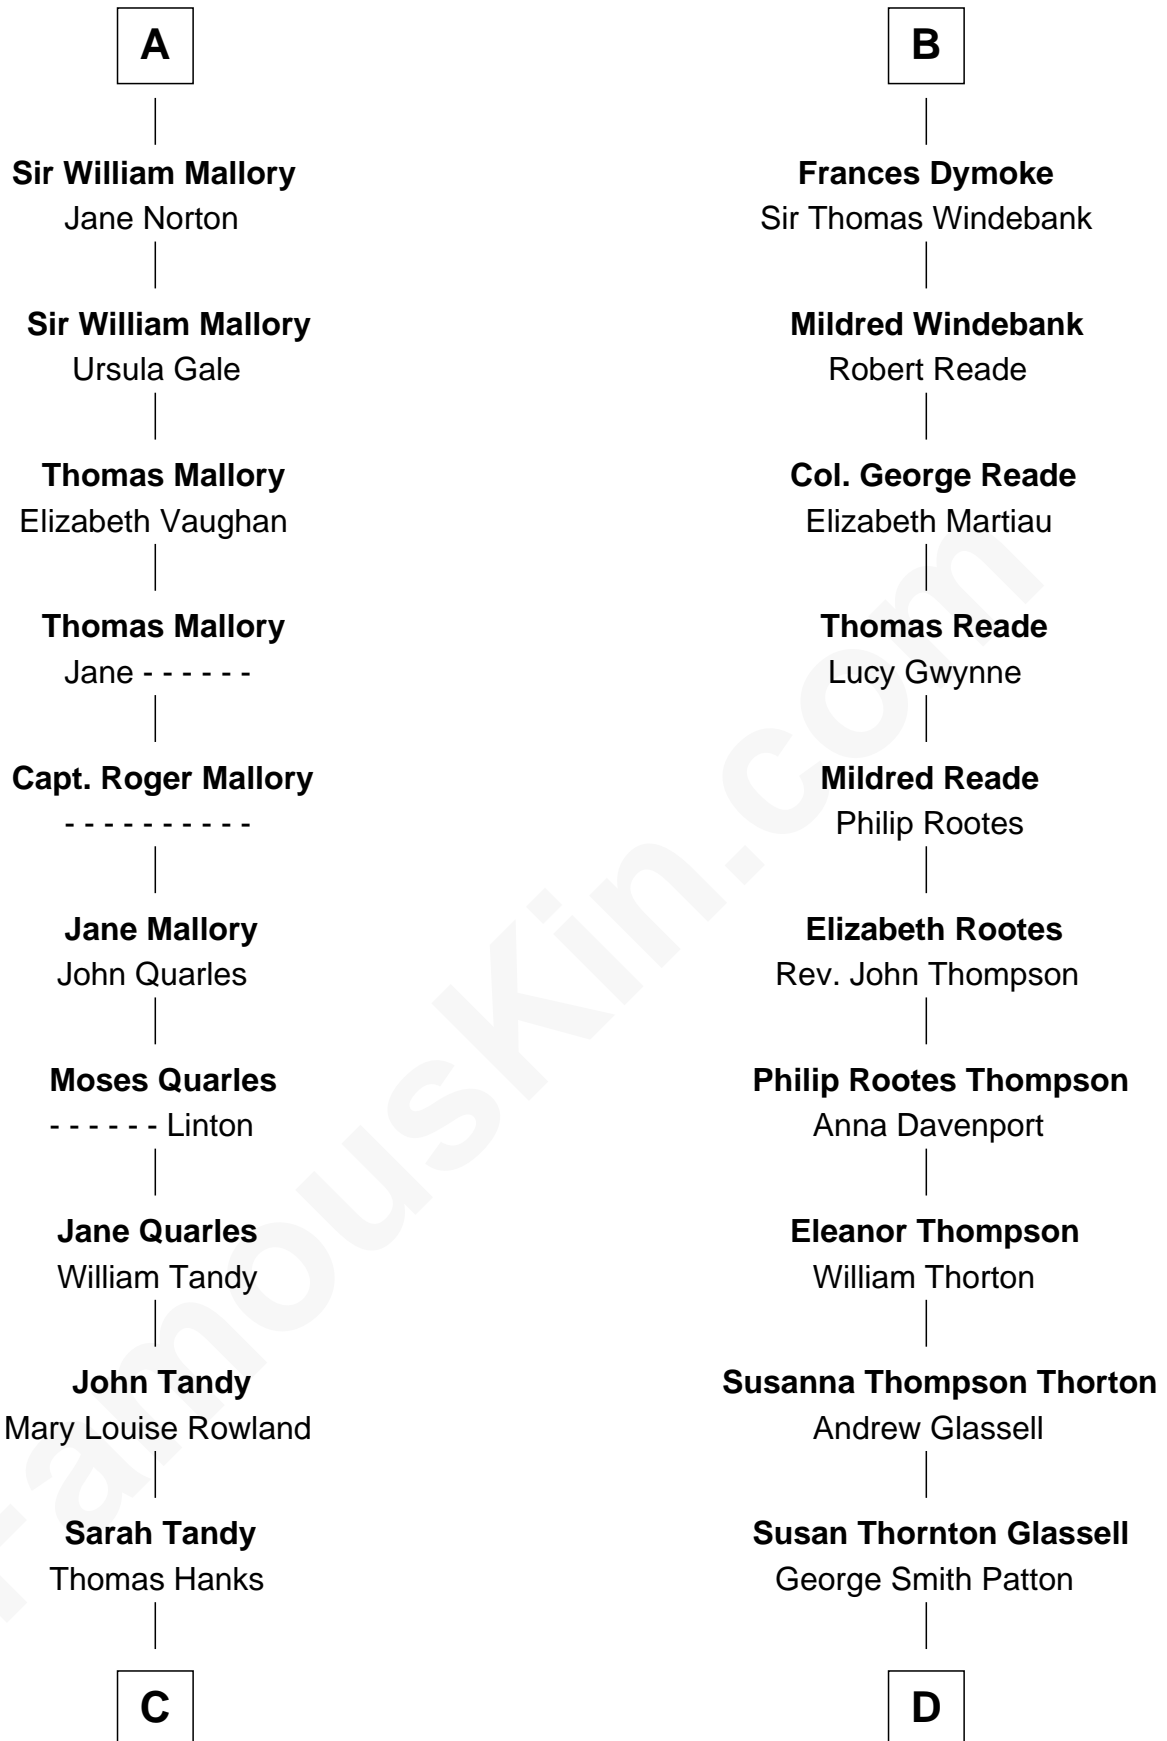 A
Sir William Mallory
Jane Norton
Sir William Mallory
Ursula Gale
Thomas Mallory
Elizabeth Vaughan
Thomas Mallory
Jane - - - - - -
Capt. Roger Mallory
- - - - - - - - - -
Jane Mallory
John Quarles
Moses Quarles
- - - - - - Linton
Jane Quarles
William Tandy
John Tandy
Mary Louise Rowland
Sarah Tandy
Thomas Hanks
C
B
Frances Dymoke
Sir Thomas Windebank
Mildred Windebank
Robert Reade
Col. George Reade
Elizabeth Martiau
Thomas Reade
Lucy Gwynne
Mildred Reade
Philip Rootes
Elizabeth Rootes
Rev. John Thompson
Philip Rootes Thompson
Anna Davenport
Eleanor Thompson
William Thorton
Susanna Thompson Thorton
Andrew Glassell
Susan Thornton Glassell
George Smith Patton
D
FamousKin.com